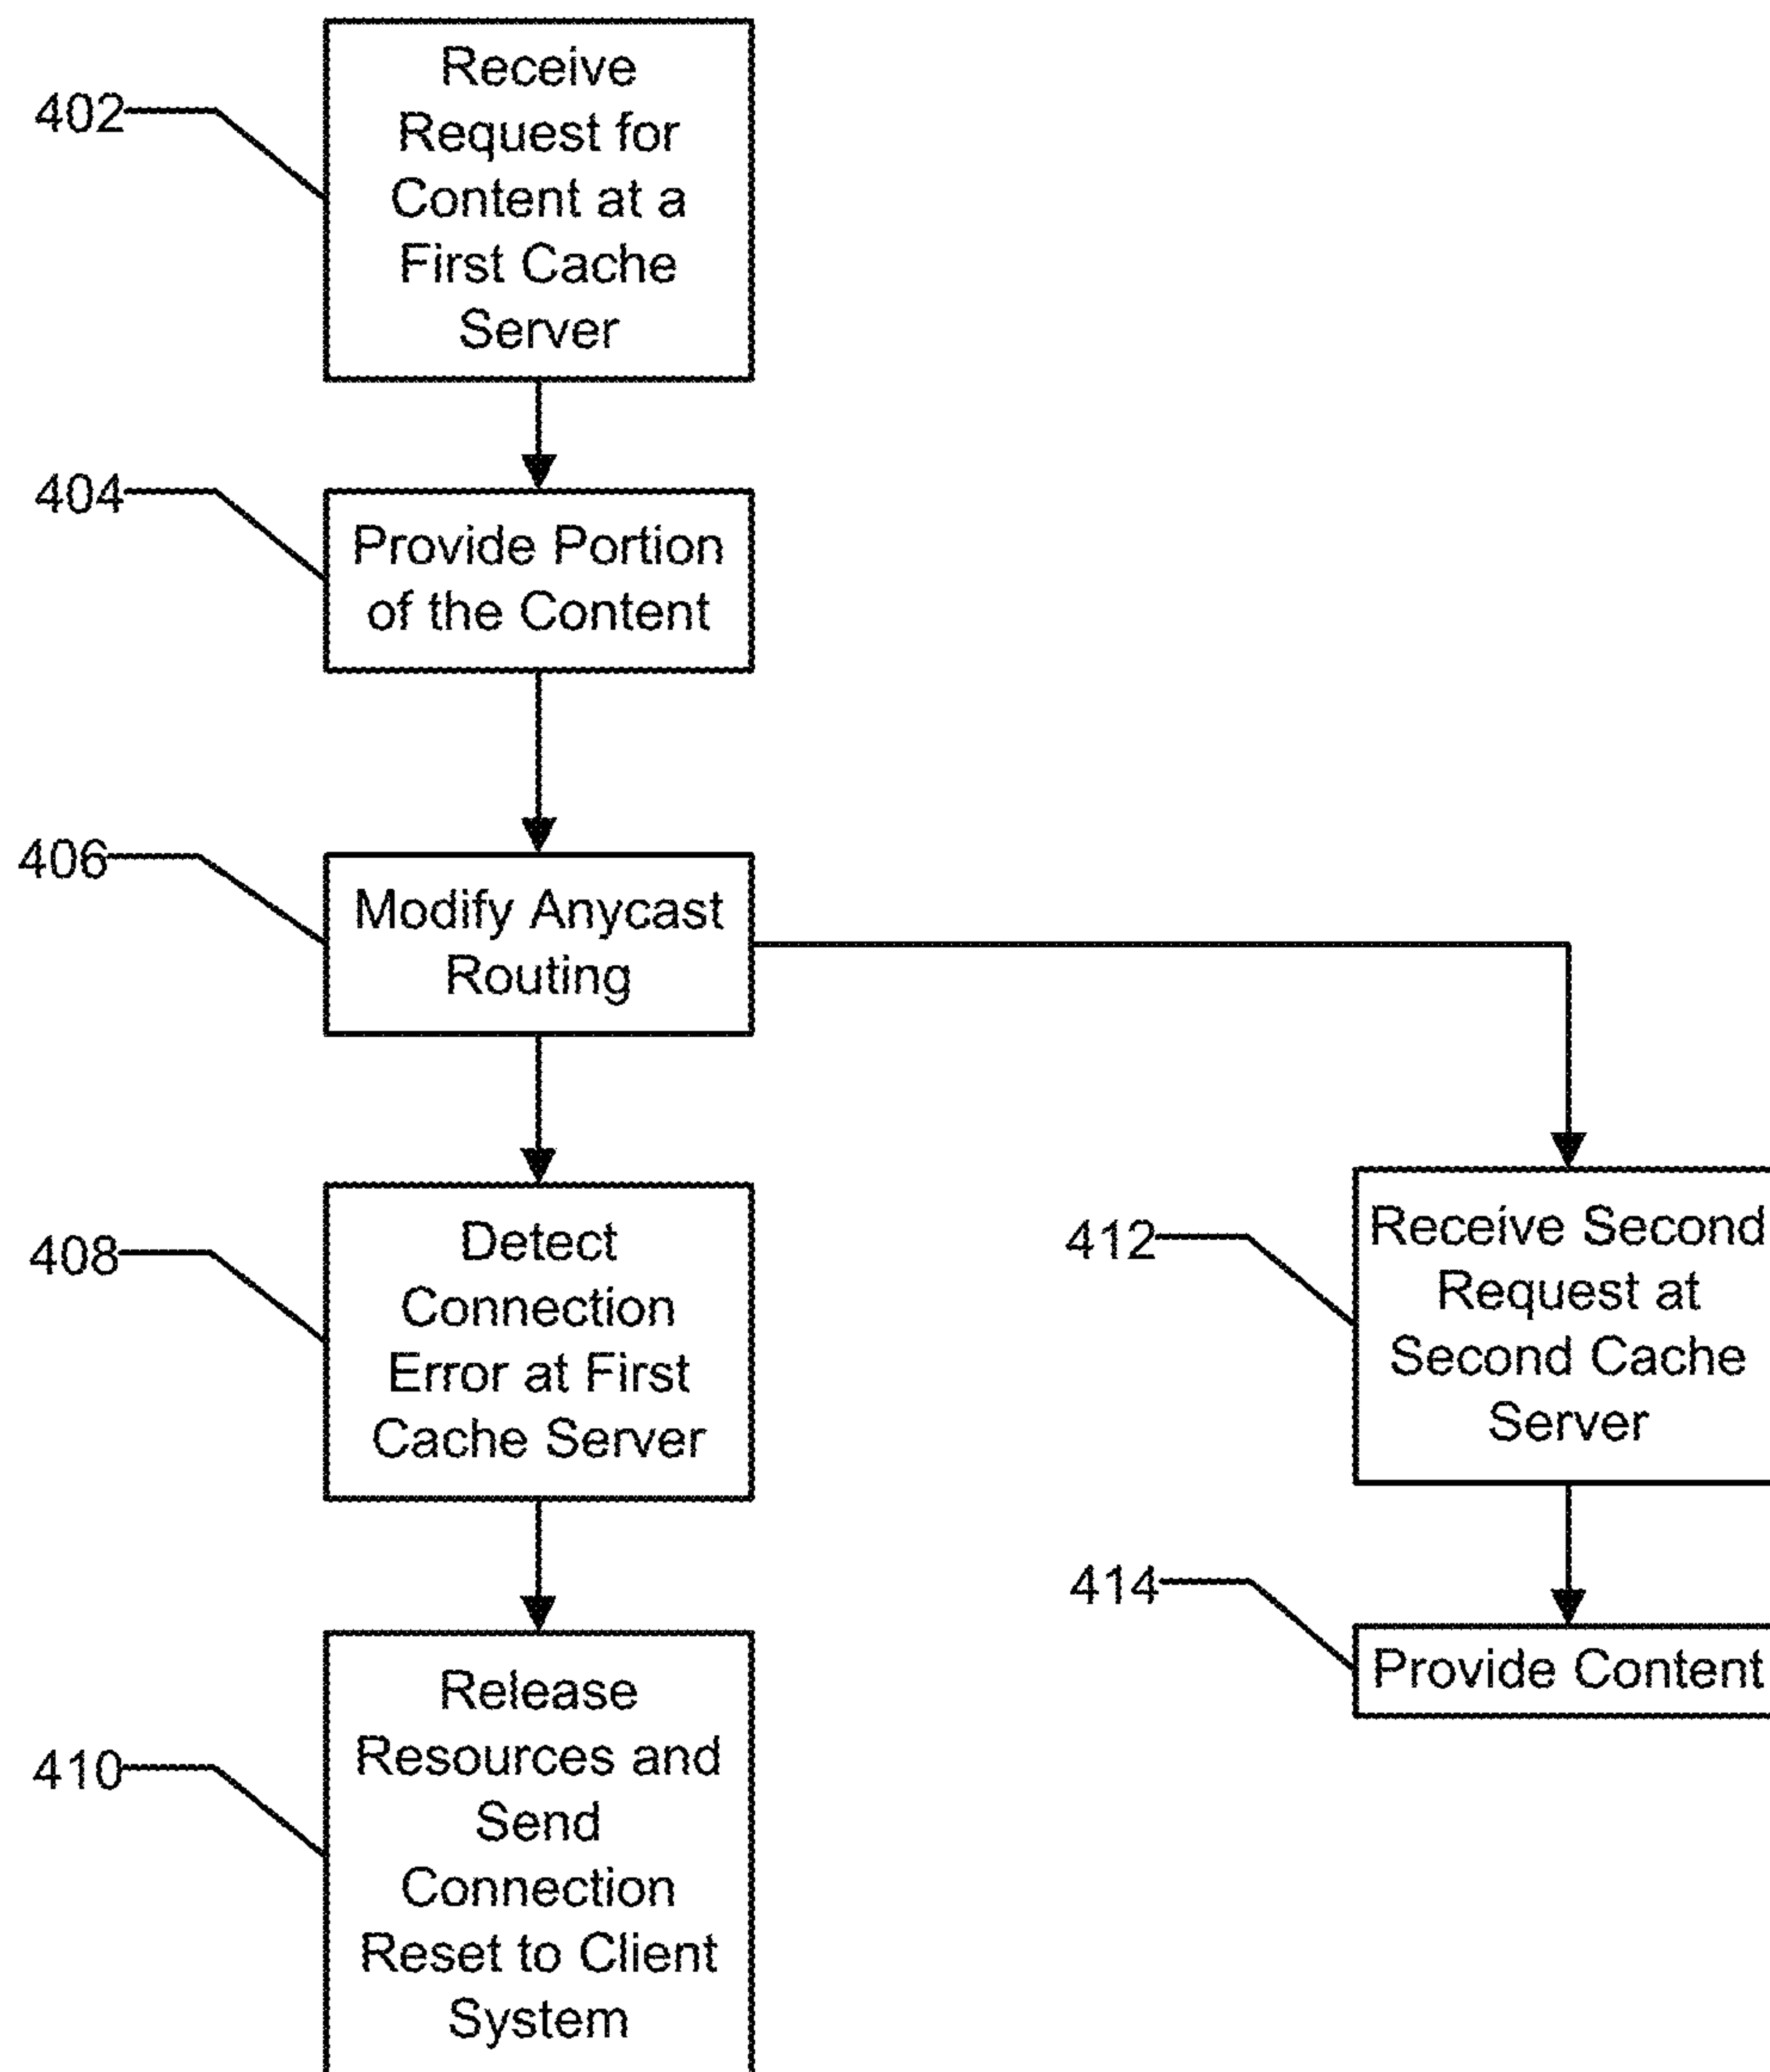 402
Receive
Request for
Content at a
First Cache
Server
404
Provide Portion
of the Content
406
Modify Anycast
Routing
408
Detect
Connection
Error at First
Cache Server
412
Receive Second
Request at
Second Cache
Server
414
Provide Content
410
Release
Resources and
Send
Connection
Reset to Client
System